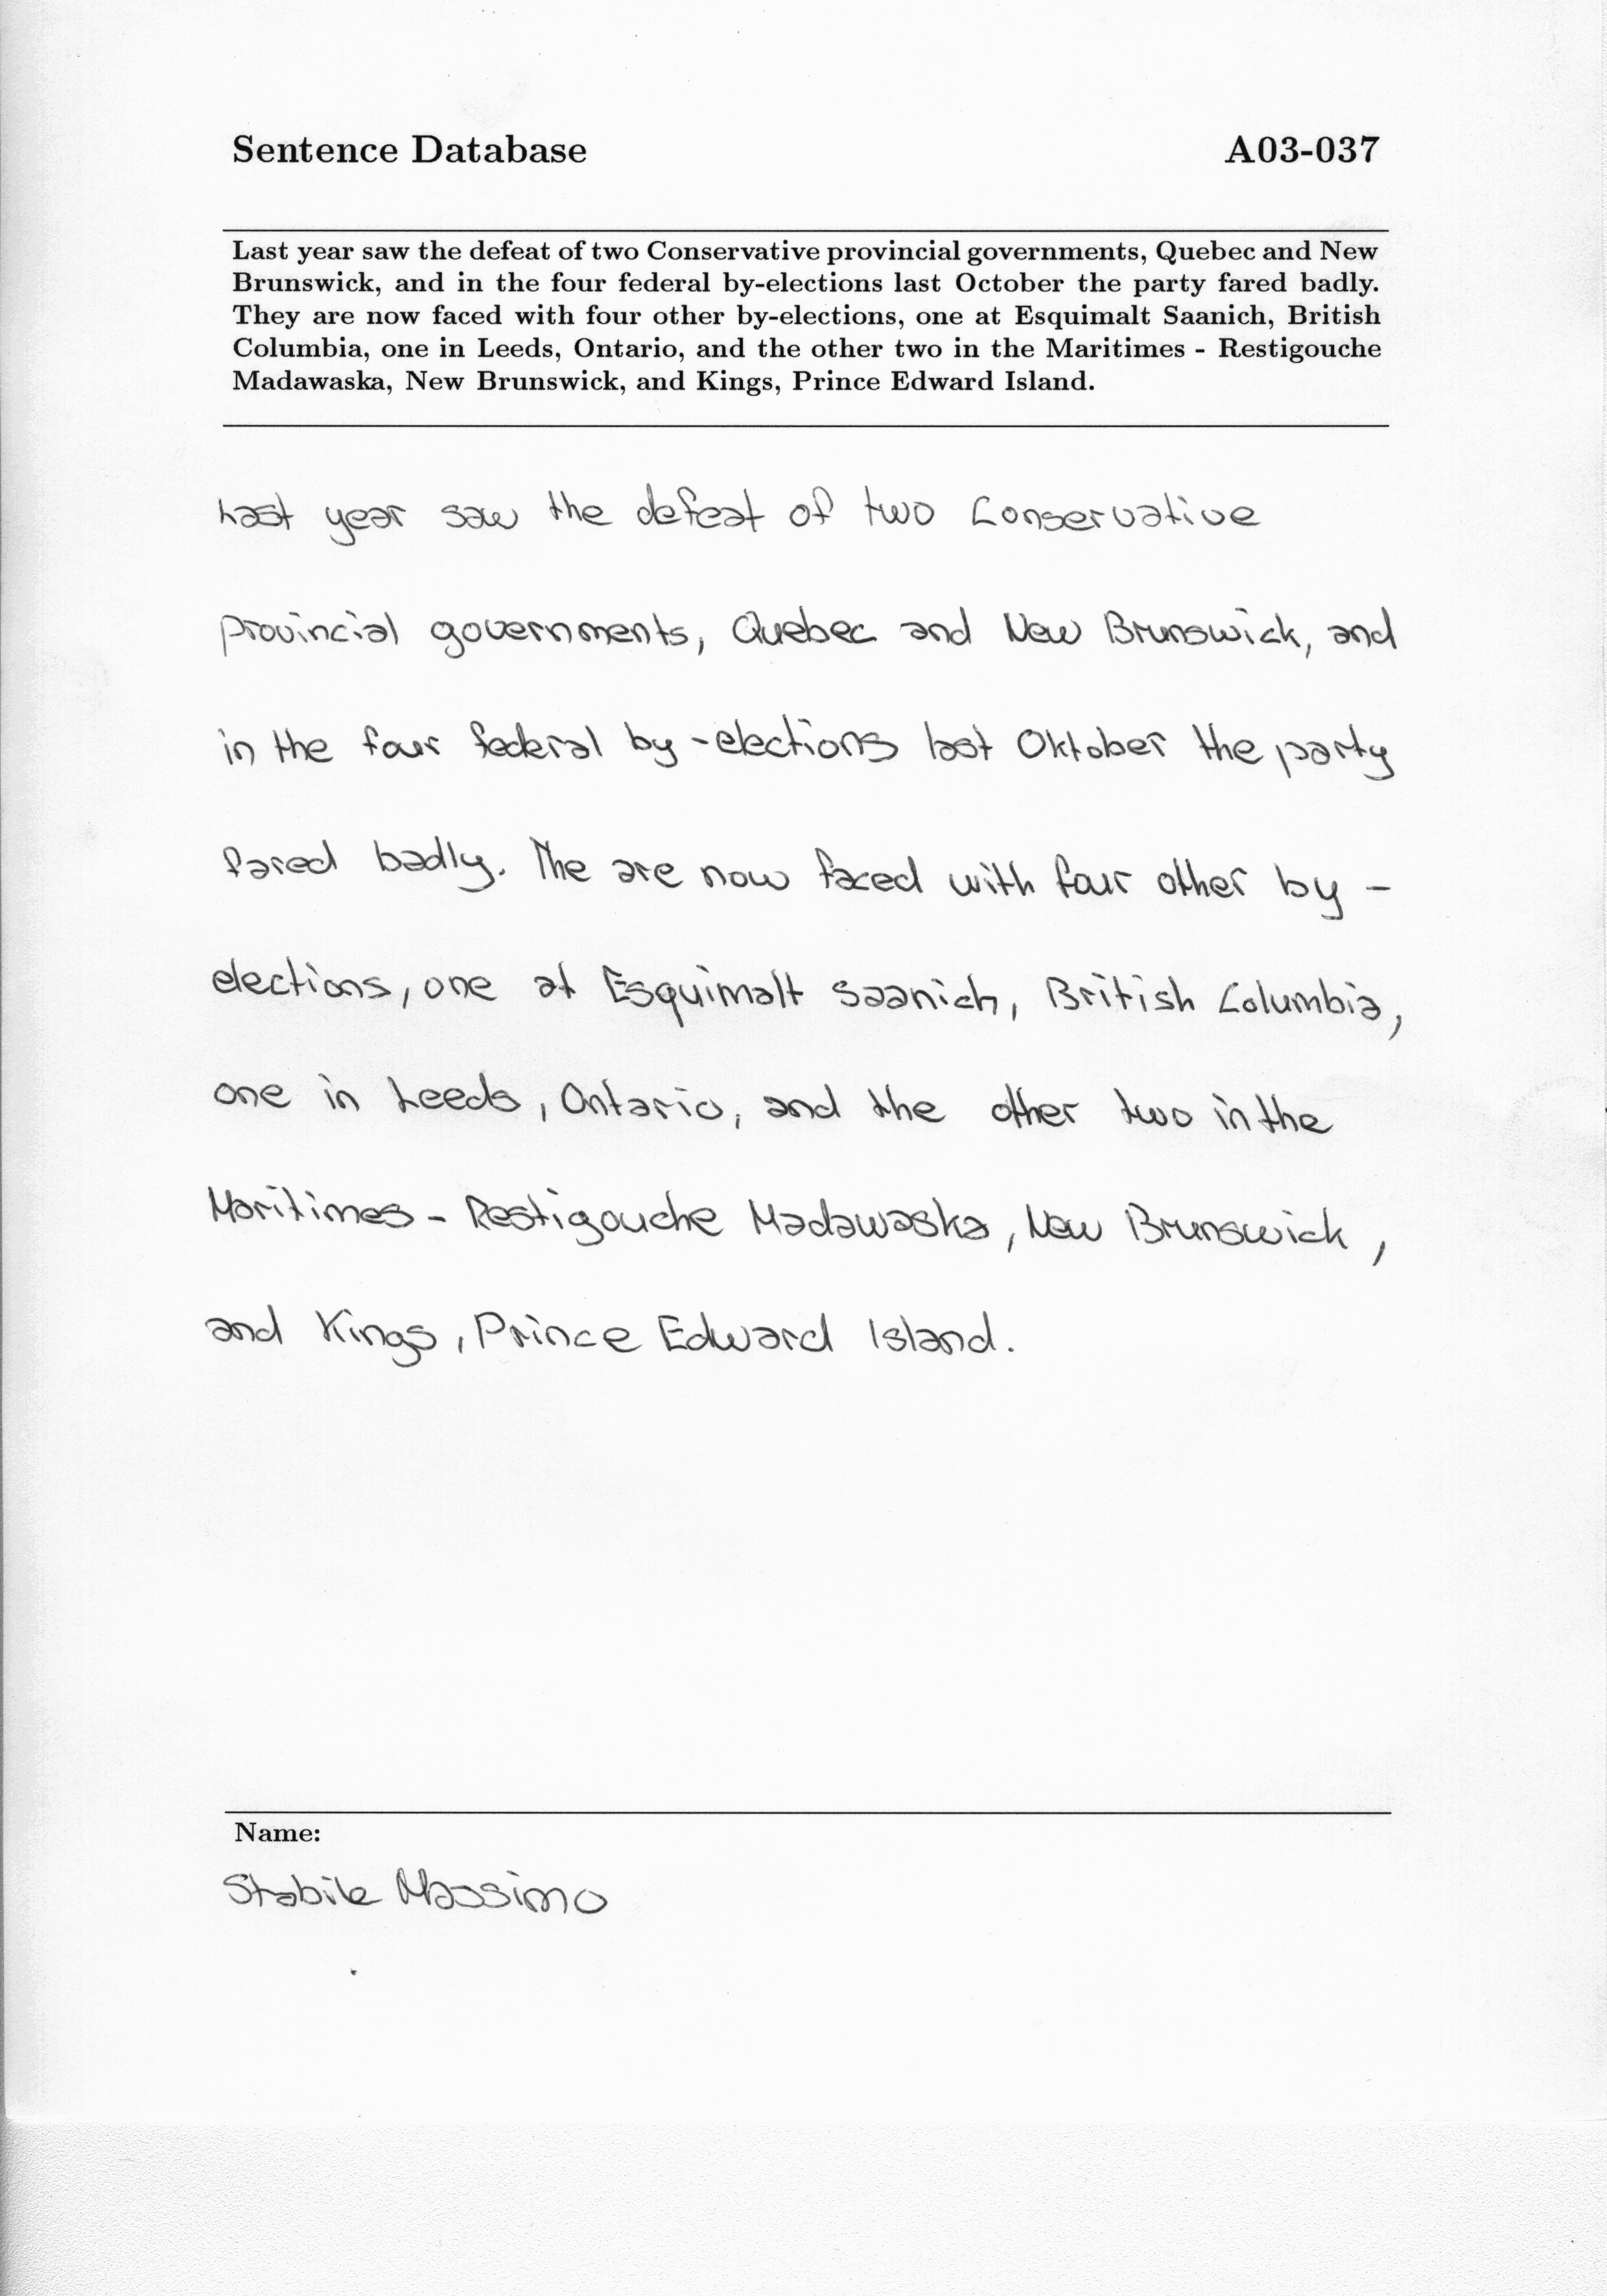 Sentence Database A03-037
Last year saw the defeat of two Conservative provincial governments, Quebec and New
Brunswick, and in the four federal by-elections last October the party fared badly.
They are now faced with four other by-elections, one at Esquimalt Saanich, British
Columbia, one in Leeds, Ontario, and the other two in the Maritimes - Restigouche
Madawaska, New Brunswick, and Kings, Prince Edward Island.
Last year saw the defeat of two Conservative
provincial governments, Quebec and New Brunswick, and
in the four federal by-elections last Oktober the party
fared badly. The are now faced with four other by-
elections, one at Esquimalt Saanich, British Columbia,
one in Leeds, Ontario, and the other two in the
Maritimes - Restigouche Madawaska, New Brunswick,
and Kings, Prince Edward Island.
Name:
Stabile Massimo